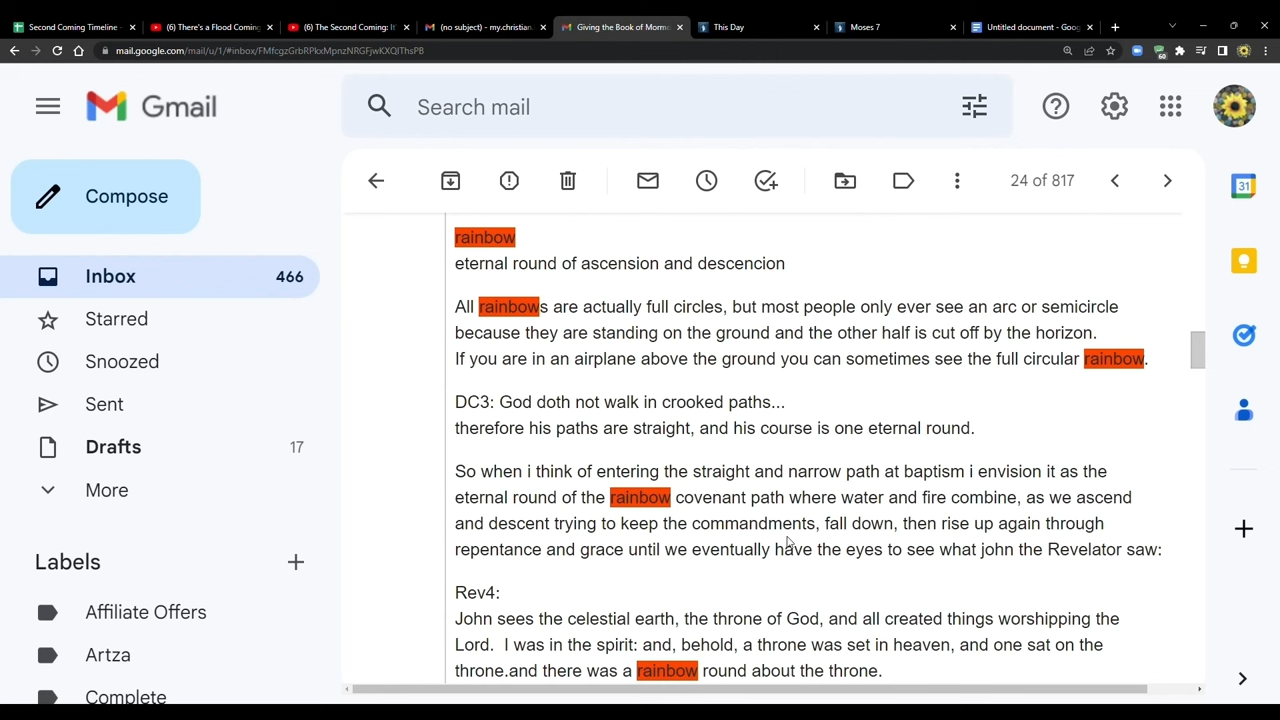 Second Coming Timeline -
(6) There's a Flood Coming
(6) The Second Coming: It
(no subject) - my.christian
Giving the Book of Mormo
This Day
Moses 7
Untitled document - Goog
mail.google.com/mail/u/1/#inbox/FMfcgzGrbRPkxMpnzNRGFjwKXQlThsPB
60
Gmail
Search mail
Compose
24 of 817
31
Inbox 466
Starred
Snoozed
Sent
Drafts 17
More
Labels
Affiliate Offers
Artza
Complete
rainbow
eternal round of ascension and descencion
All rainbows are actually full circles, but most people only ever see an arc or semicircle
because they are standing on the ground and the other half is cut off by the horizon.
If you are in an airplane above the ground you can sometimes see the full circular rainbow.
DC3: God doth not walk in crooked paths...
therefore his paths are straight, and his course is one eternal round.
So when i think of entering the straight and narrow path at baptism i envision it as the
eternal round of the rainbow covenant path where water and fire combine, as we ascend
and descent trying to keep the commandments, fall down, then rise up again through
repentance and grace until we eventually have the eyes to see what john the Revelator saw:
Rev4:
John sees the celestial earth, the throne of God, and all created things worshipping the
Lord. I was in the spirit: and, behold, a throne was set in heaven, and one sat on the
throne.and there was a rainbow round about the throne.